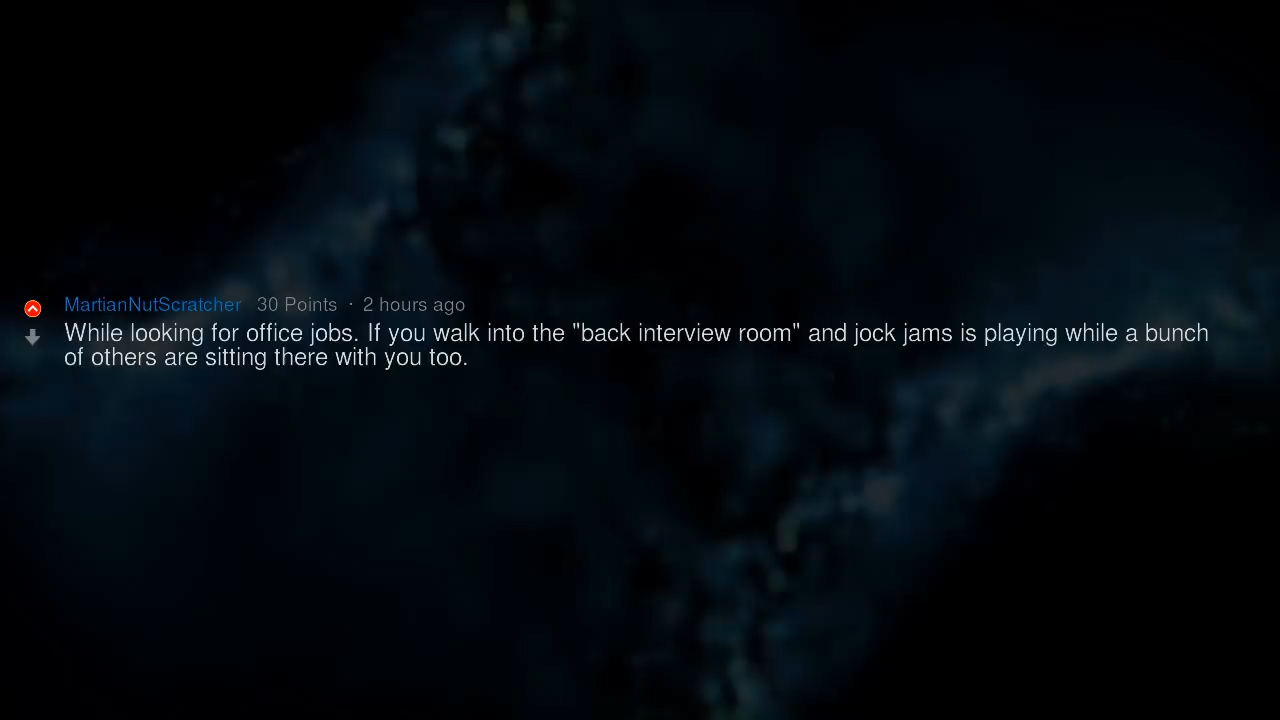 MartianNutScratcher 30 Points · 2 hours ago
While looking for office jobs. If you walk into the "back interview room" and jock jams is playing while a bunch
of others are sitting there with you too.